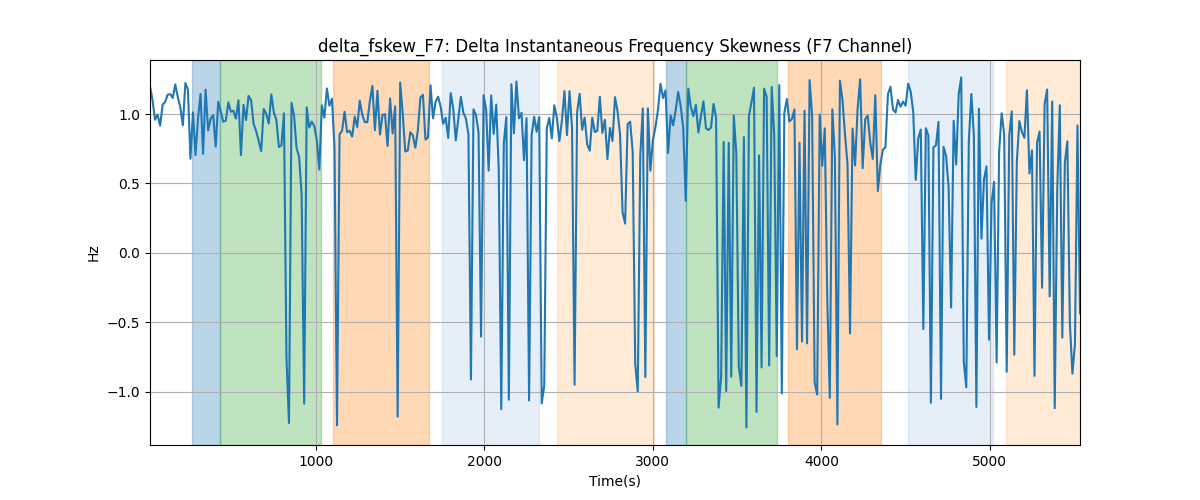 delta_fskew_F7: Delta Instantaneous Frequency Skewness (F7 Channel)
1.0
0.5
0.0
−0.5
−1.0
Hz
1000 2000 3000 4000 5000
Time(s)